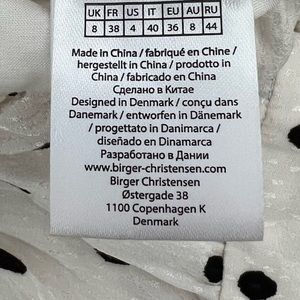 UK FR US IT EU AU RU
8 38 4 40 36 8 44
Made in China / fabriqué en Chine /
hergestellt in China / prodotto in
China / fabricado en China
Сделано в Китае
Designed in Denmark / conçu dans
Danemark / entworfen in Dänemark
/ progettato in Danimarca /
diseñado en Dinamarca
Разработано в Дании
www.birger-christensen.com
Birger Christensen
Østergade 38
1100 Copenhagen K
Denmark